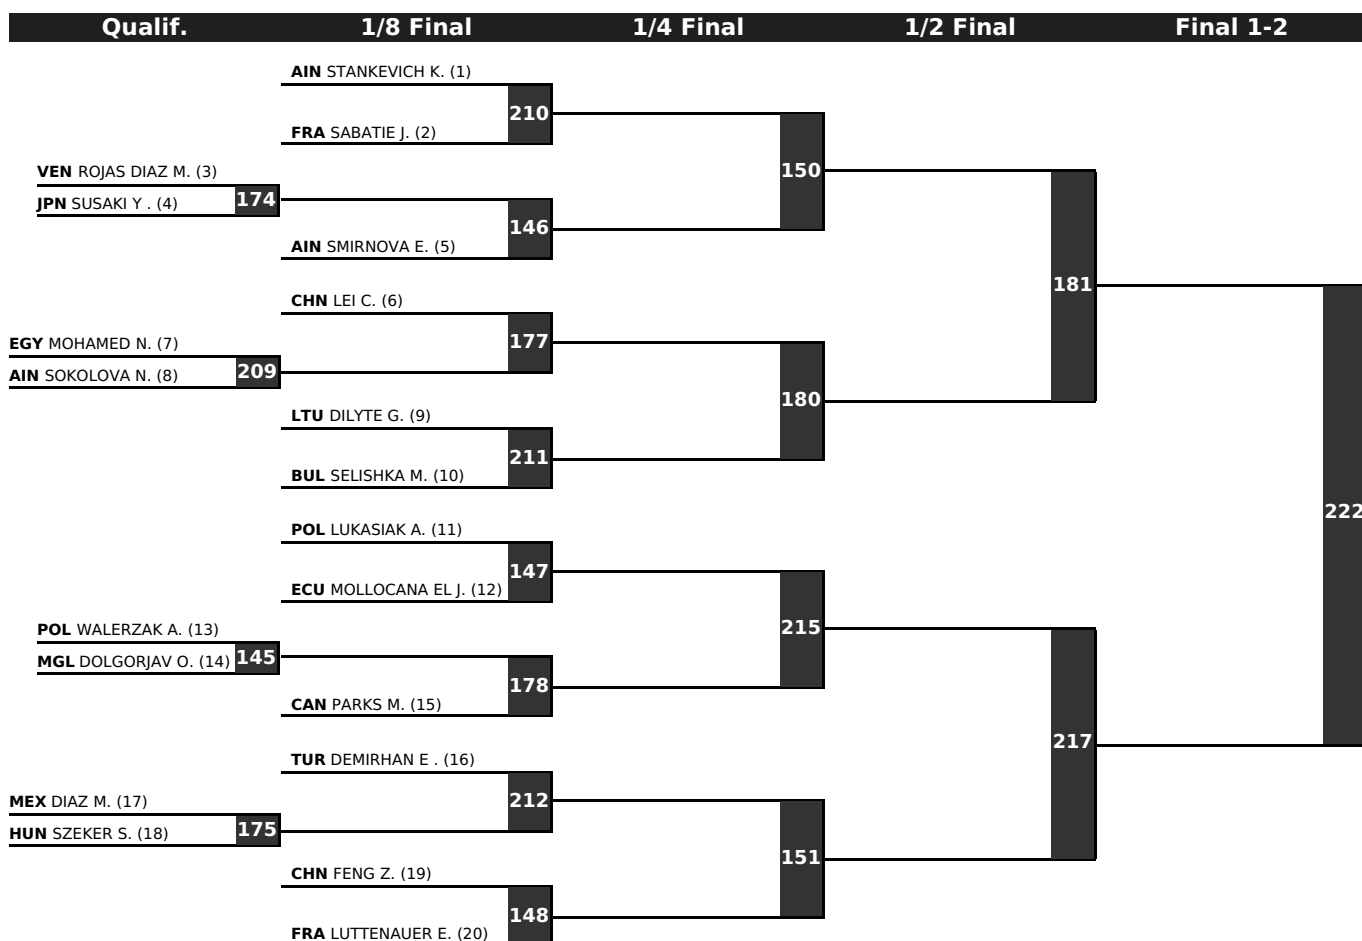 Qualif. 1/8 Final 1/4 Final 1/2 Final Final 1-2
AIN STANKEVICH K. (1)
210
FRA SABATIE J. (2)
VEN ROJAS DIAZ M. (3)
150
JPN SUSAKI Y . (4) 174
146
AIN SMIRNOVA E. (5)
181
CHN LEI C. (6)
EGY MOHAMED N. (7)
177
AIN SOKOLOVA N. (8) 209
180
LTU DILYTE G. (9)
211
BUL SELISHKA M. (10)
222
POL LUKASIAK A. (11)
147
ECU MOLLOCANA EL J. (12)
POL WALERZAK A. (13)
215
MGL DOLGORJAV O. (14) 145
178
CAN PARKS M. (15)
217
TUR DEMIRHAN E . (16)
MEX DIAZ M. (17)
212
HUN SZEKER S. (18) 175
151
CHN FENG Z. (19)
148
FRA LUTTENAUER E. (20)